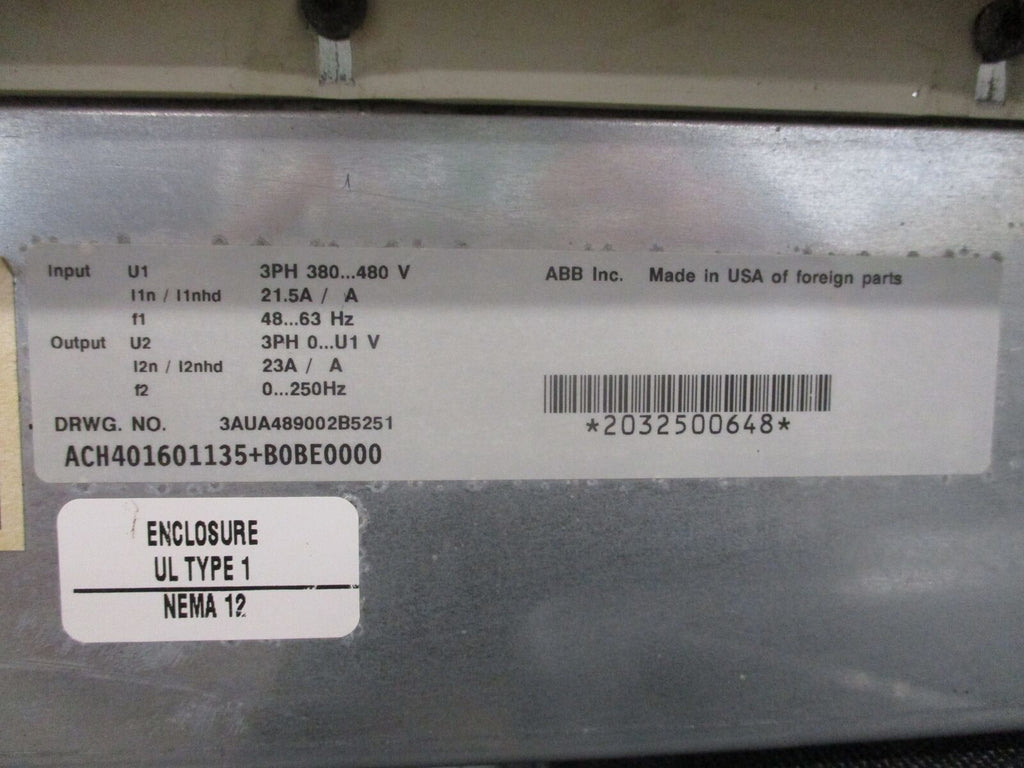 Input U1 3PH 380...480 V
I1n / I1nhd 21.5A / A
f1 48...63 Hz
Output U2 3PH 0...U1 V
I2n / I2nhd 23A / A
f2 0...250Hz
DRWG. NO. 3AUA489002B5251
ACH401601135+B0BE0000
ABB Inc. Made in USA of foreign parts
*2032500648*
ENCLOSURE
UL TYPE 1
NEMA 12